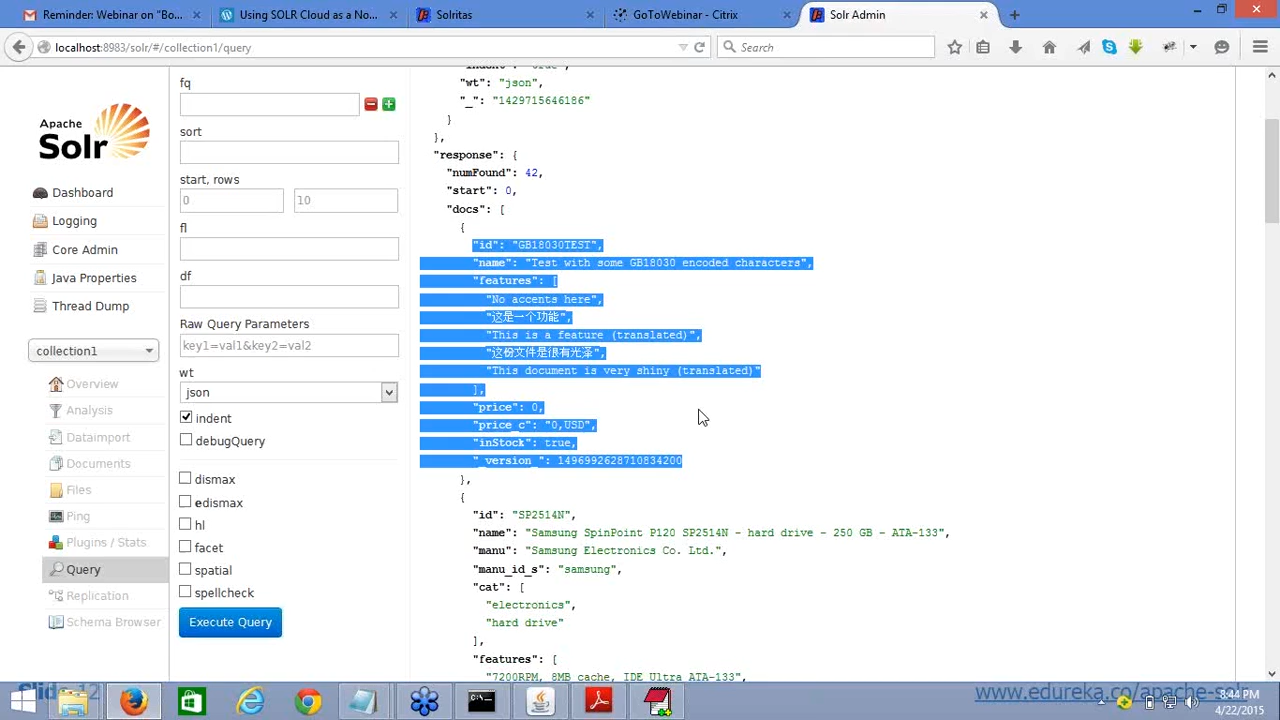 Reminder: Webinar on "Bo...
Using SOLR Cloud as a No...
Solritas
GoToWebinar - Citrix
Solr Admin
localhost:8983/solr/#/collection1/query
Search
Apache
Solr
Dashboard
Logging
Core Admin
Java Properties
Thread Dump
collection1
Overview
Analysis
Dataimport
Documents
Files
Ping
Plugins / Stats
Query
Replication
Schema Browser
fq
sort
start, rows
0
10
fl
df
Raw Query Parameters
key1=val1&key2=val2
wt
json
indent
debugQuery
dismax
edismax
hl
facet
spatial
spellcheck
Execute Query
"indent": "true",
"wt": "json",
"_": "1429715646186"
}
},
"response": {
"numFound": 42,
"start": 0,
"docs": [
{
"id": "GB18030TEST",
"name": "Test with some GB18030 encoded characters",
"features": [
"No accents here",
"这是一个功能",
"This is a feature (translated)",
"这份文件是很有光泽",
"This document is very shiny (translated)"
],
"price": 0,
"price_c": "0,USD",
"inStock": true,
"_version_": 1496992628710834200
},
{
"id": "SP2514N",
"name": "Samsung SpinPoint P120 SP2514N - hard drive - 250 GB - ATA-133",
"manu": "Samsung Electronics Co. Ltd.",
"manu_id_s": "samsung",
"cat": [
"electronics",
"hard drive"
],
"features": [
"7200RPM, 8MB cache, IDE Ultra ATA-133",
www.edureka.co/apache-solr
8:44 PM
4/22/2015